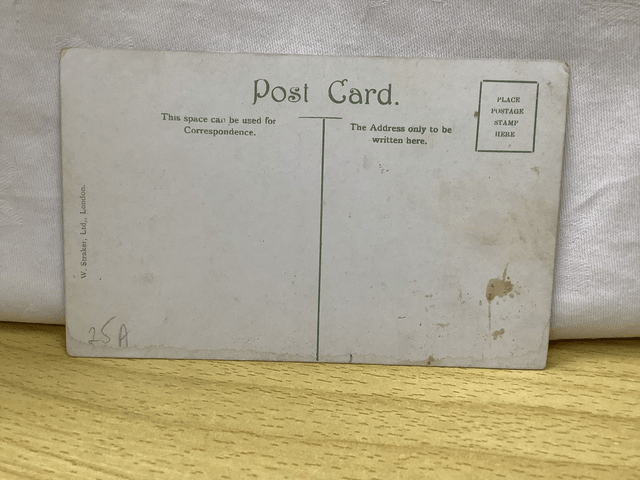 Post Card.
This space can be used for
Correspondence.
The Address only to be
written here.
PLACE
POSTAGE
STAMP
HERE
W. Straker, Ltd., London.
25 A